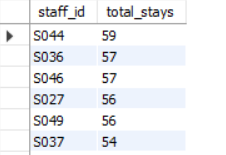 staff_id total_stays
S044 59
S036 57
S046 57
S027 56
S049 56
S037 54